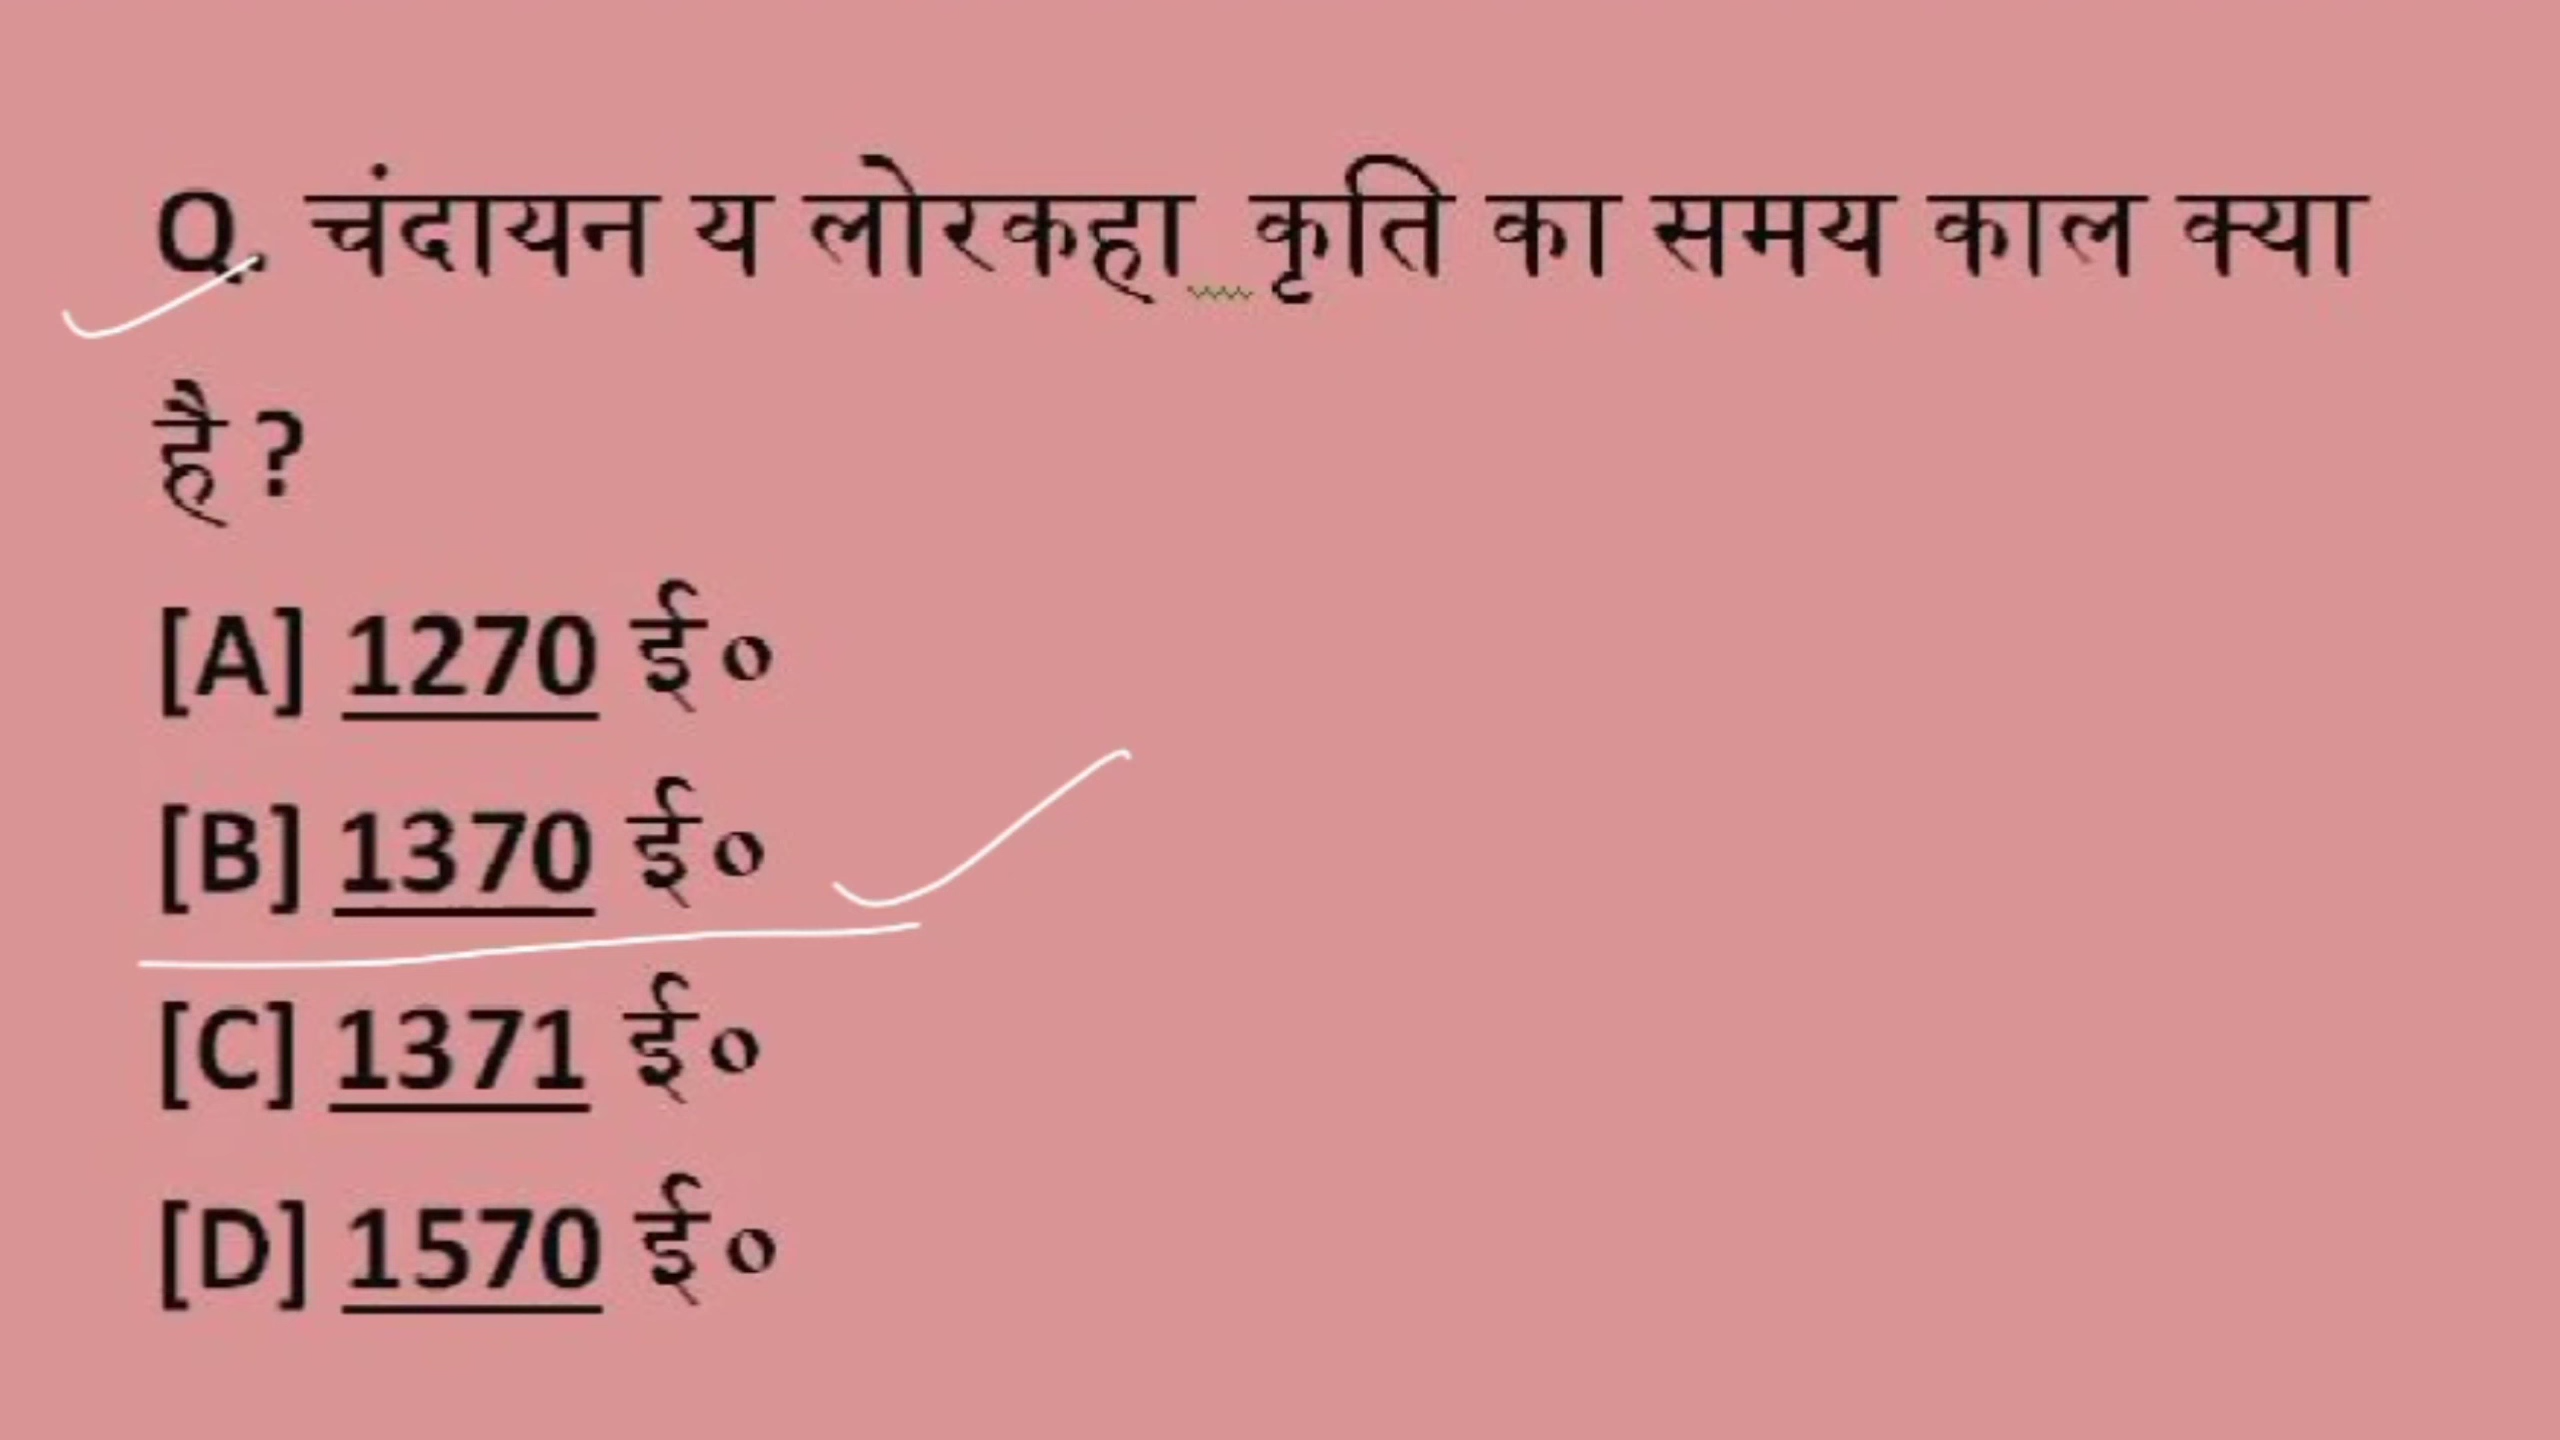 Q. चंदायन य लोरकहा कृति का समय काल क्या
है ?
[A] 1270 ई०
[B] 1370 ई०
[C] 1371 ई०
[D] 1570 ई०